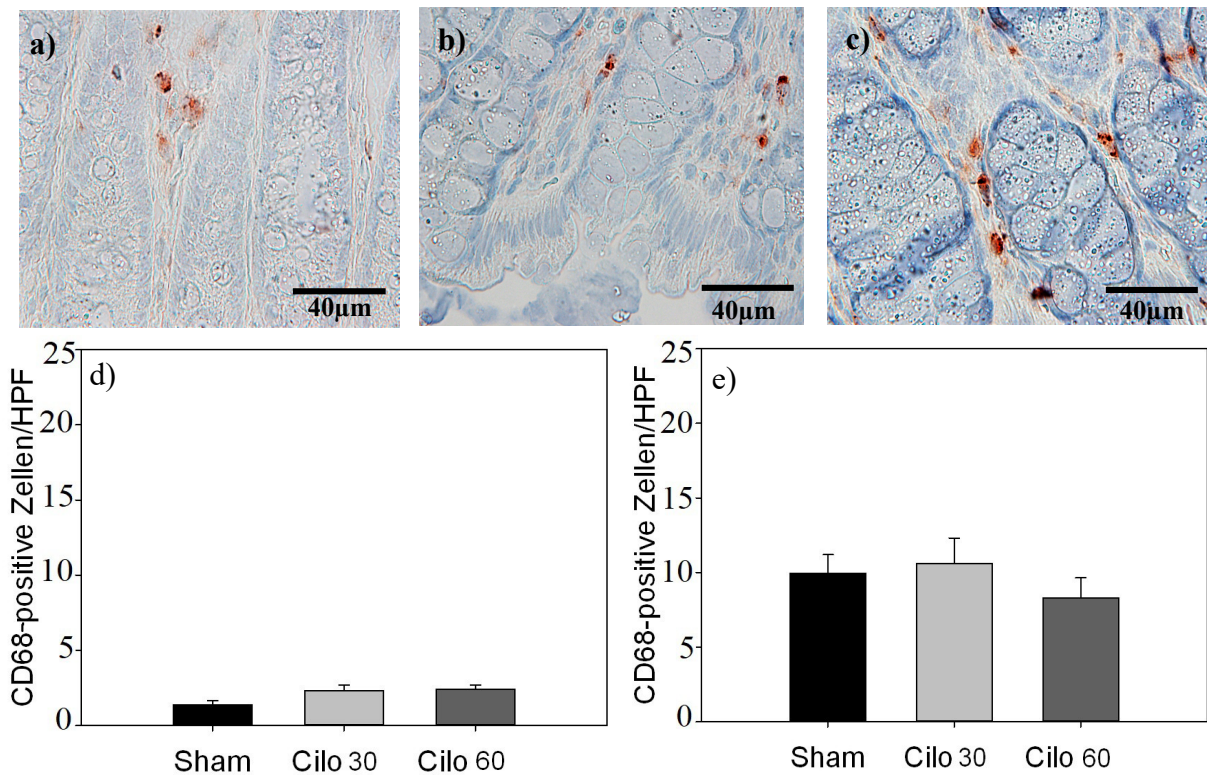 a)
b)
c)
40µm
40µm
40µm
d)
e)
CD68-positive Zellen/HPF
25
20
15
10
5
0
Sham
Cilo 30
Cilo 60
CD68-positive Zellen/HPF
25
20
15
10
5
0
Sham
Cilo 30
Cilo 60